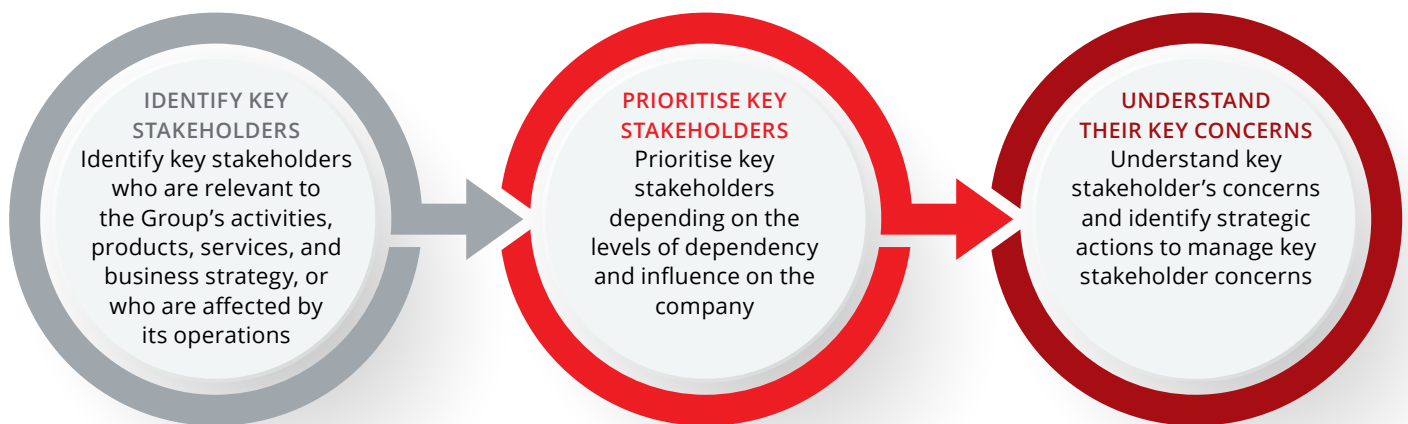 IDENTIFY KEY
STAKEHOLDERS
Identify key stakeholders
who are relevant to
the Group’s activities,
products, services, and
business strategy, or
who are affected by
its operations
PRIORITISE KEY
STAKEHOLDERS
Prioritise key
stakeholders
depending on the
levels of dependency
and influence on the
company
UNDERSTAND
THEIR KEY CONCERNS
Understand key
stakeholder’s concerns
and identify strategic
actions to manage key
stakeholder concerns